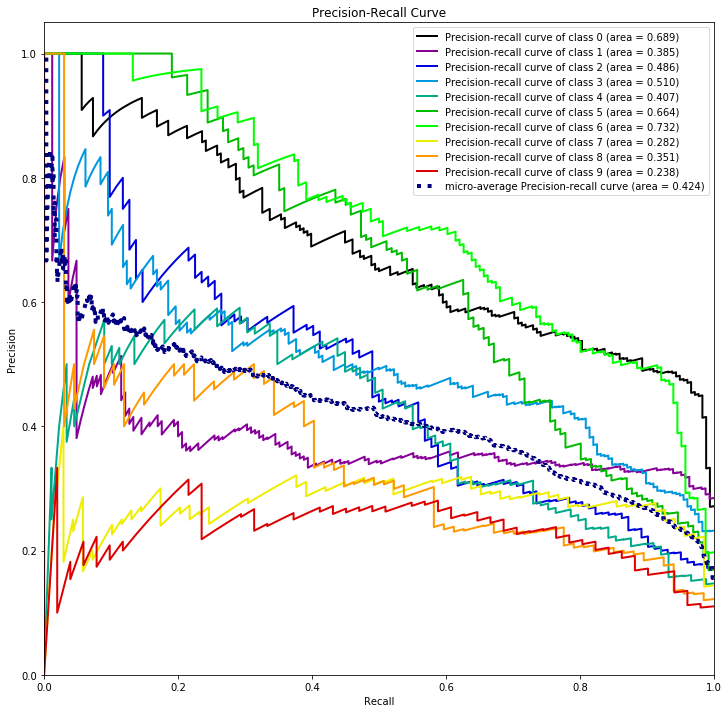 Precision-Recall Curve
Precision-recall curve of class 0 (area = 0.689)
Precision-recall curve of class 1 (area = 0.385)
Precision-recall curve of class 2 (area = 0.486)
Precision-recall curve of class 3 (area = 0.510)
Precision-recall curve of class 4 (area = 0.407)
Precision-recall curve of class 5 (area = 0.664)
Precision-recall curve of class 6 (area = 0.732)
Precision-recall curve of class 7 (area = 0.282)
Precision-recall curve of class 8 (area = 0.351)
Precision-recall curve of class 9 (area = 0.238)
micro-average Precision-recall curve (area = 0.424)
Precision
1.0
0.8
0.6
0.4
0.2
0.0
0.0 0.2 0.4 0.6 0.8 1.0
Recall